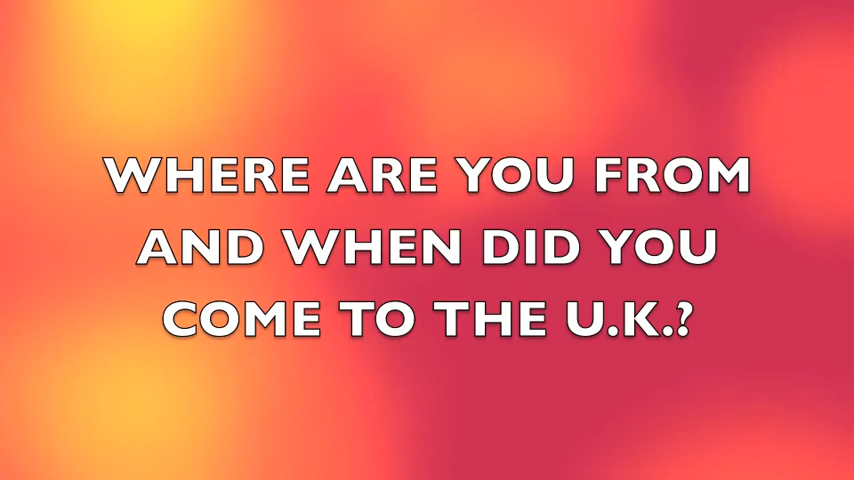 WHERE ARE YOU FROM
AND WHEN DID YOU
COME TO THE U.K.?